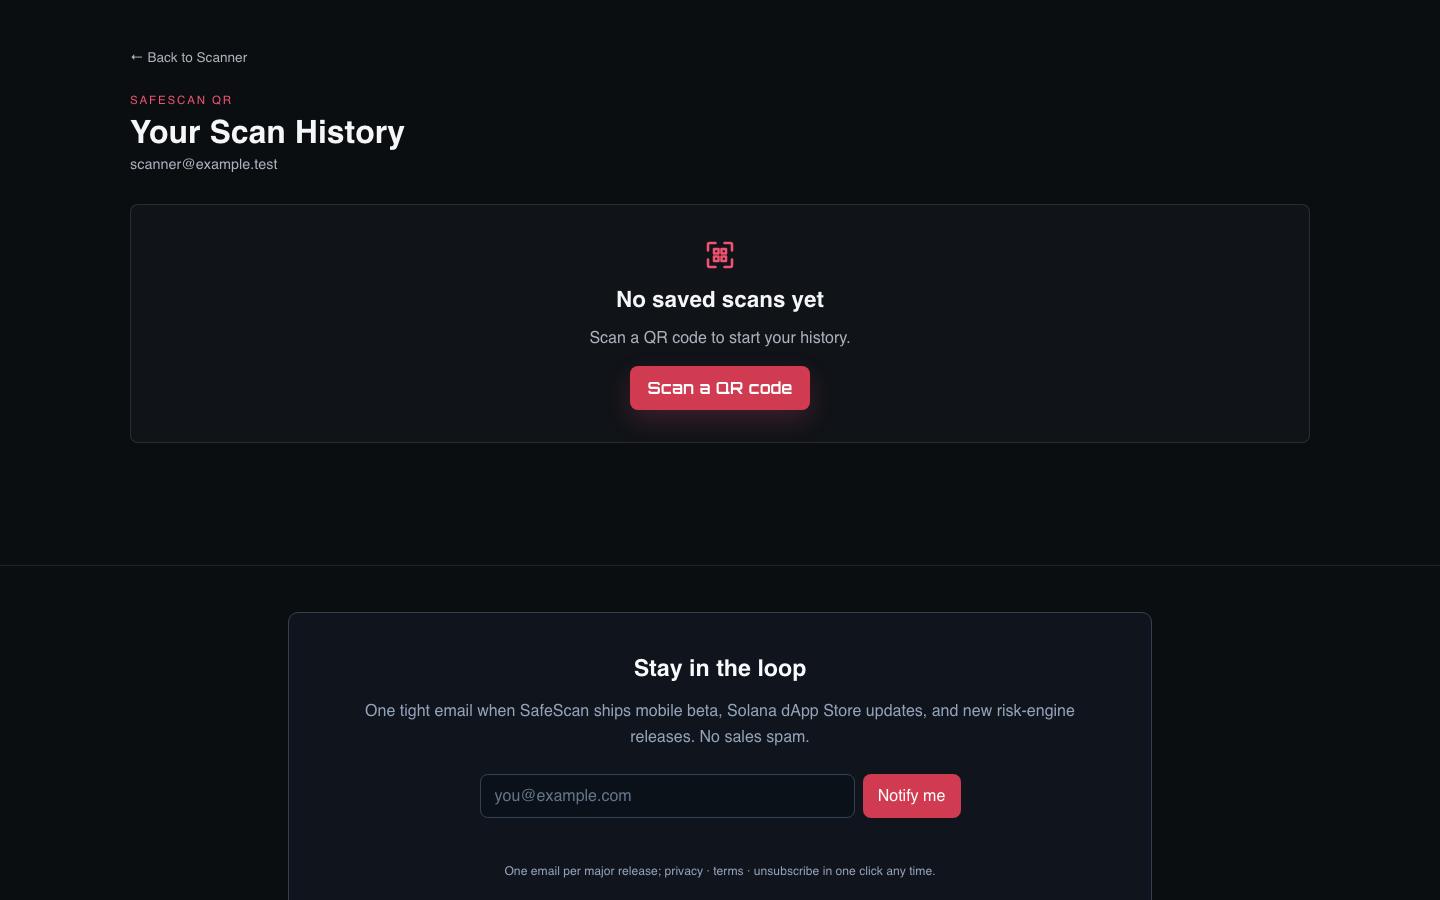 ← Back to Scanner
SAFESCAN QR
Your Scan History
scanner@example.test
No saved scans yet
Scan a QR code to start your history.
Scan a QR code
Stay in the loop
One tight email when SafeScan ships mobile beta, Solana dApp Store updates, and new risk-engine
releases. No sales spam.
you@example.com
Notify me
One email per major release; privacy · terms · unsubscribe in one click any time.